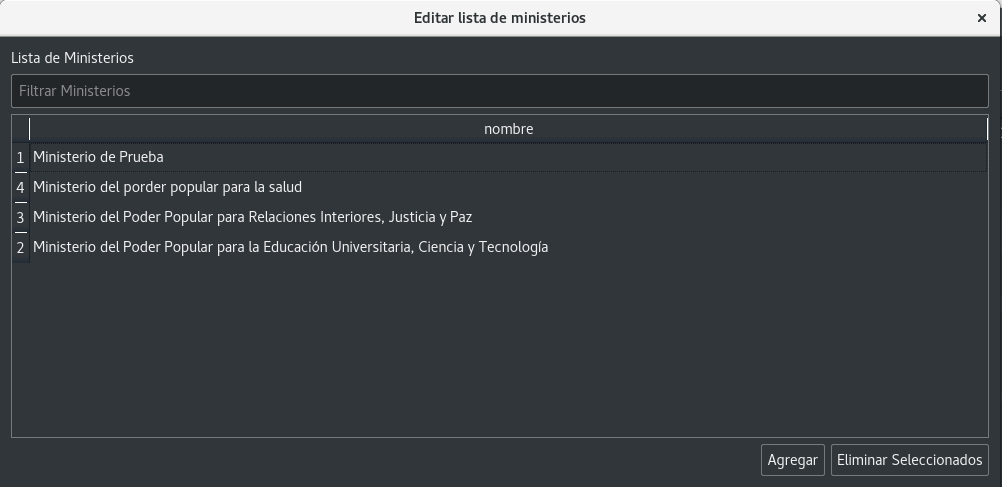 Editar lista de ministerios
Lista de Ministerios
Filtrar Ministerios
nombre
1 Ministerio de Prueba
4 Ministerio del porder popular para la salud
3 Ministerio del Poder Popular para Relaciones Interiores, Justicia y Paz
2 Ministerio del Poder Popular para la Educación Universitaria, Ciencia y Tecnología
Agregar Eliminar Seleccionados